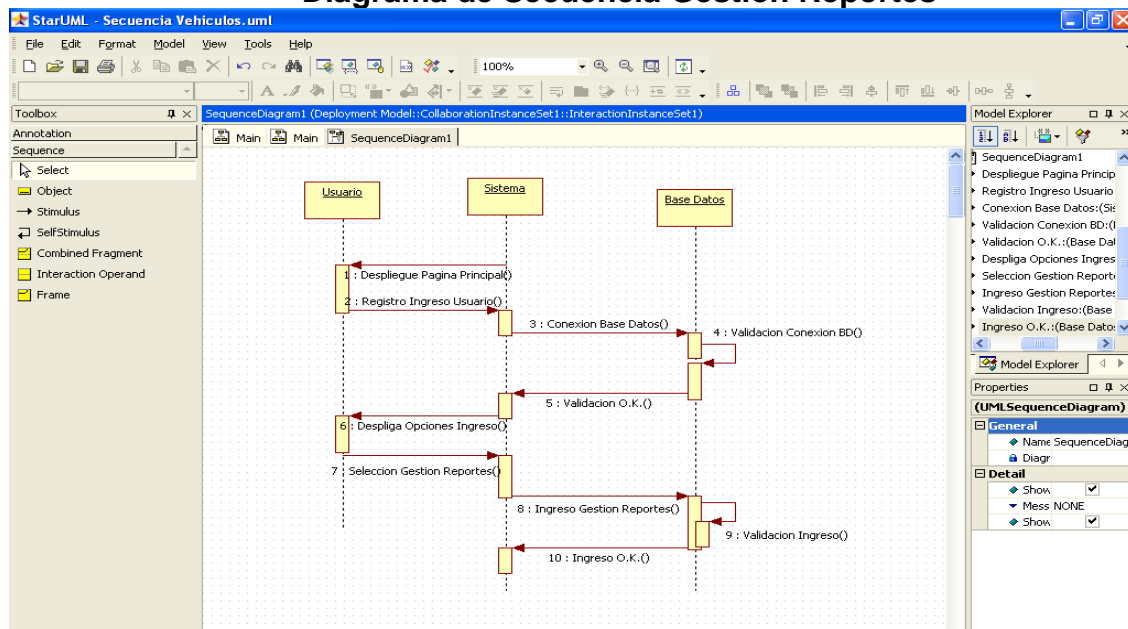 Diagrama de Secuencia Gestion Reportes
StarUML - Secuencia Vehiculos.uml
File Edit Format Model View Tools Help
100%
Toolbox
Annotation
Sequence
Select
Object
Stimulus
SelfStimulus
Combined Fragment
Interaction Operand
Frame
SequenceDiagram1 (Deployment Model::CollaborationInstanceSet1::InteractionInstanceSet1)
Main Main SequenceDiagram1
Usuario
Sistema
Base Datos
1 : Despliegue Pagina Principal()
2 : Registro Ingreso Usuario()
3 : Conexion Base Datos()
4 : Validacion Conexion BD()
5 : Validacion O.K.()
6 : Despliga Opciones Ingreso()
7 Seleccion Gestion Reportes()
8 : Ingreso Gestion Reportes()
9 : Validacion Ingreso()
10 : Ingreso O.K.()
Model Explorer
SequenceDiagram1
Despliegue Pagina Princip
Registro Ingreso Usuario
Conexion Base Datos:(Sis
Validacion Conexion BD:(
Validacion O.K.:(Base Dat
Despliga Opciones Ingres
Seleccion Gestion Report
Ingreso Gestion Reportes
Validacion Ingreso:(Base
Ingreso O.K.:(Base Datos
Model Explorer
Properties
(UMLSequenceDiagram)
General
Name SequenceDiag
Diagr
Detail
Show
Mess NONE
Show